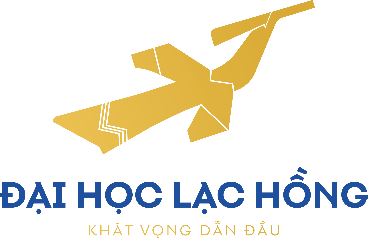 ĐẠI HỌC LẠC HỒNG
KHÁT VỌNG DẪN ĐẦU